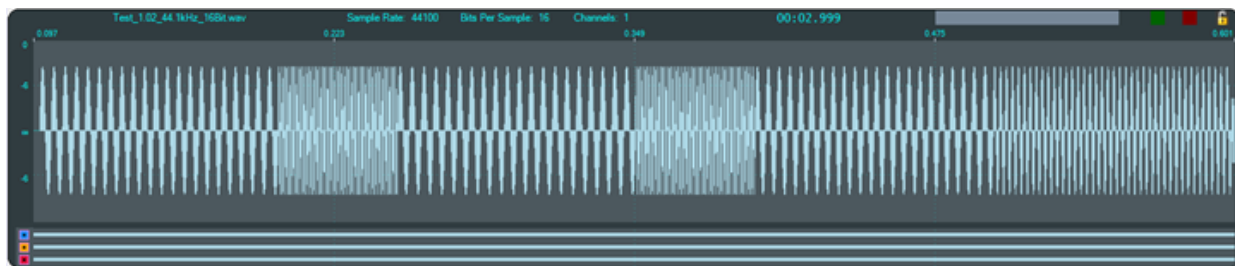 Test_1.02_44.1kHz_16Bit.wav Sample Rate: 44100 Bits Per Sample: 16 Channels: 1 00:02.999
0.097 0.223 0.349 0.475 0.601
0
-6
∞
-6